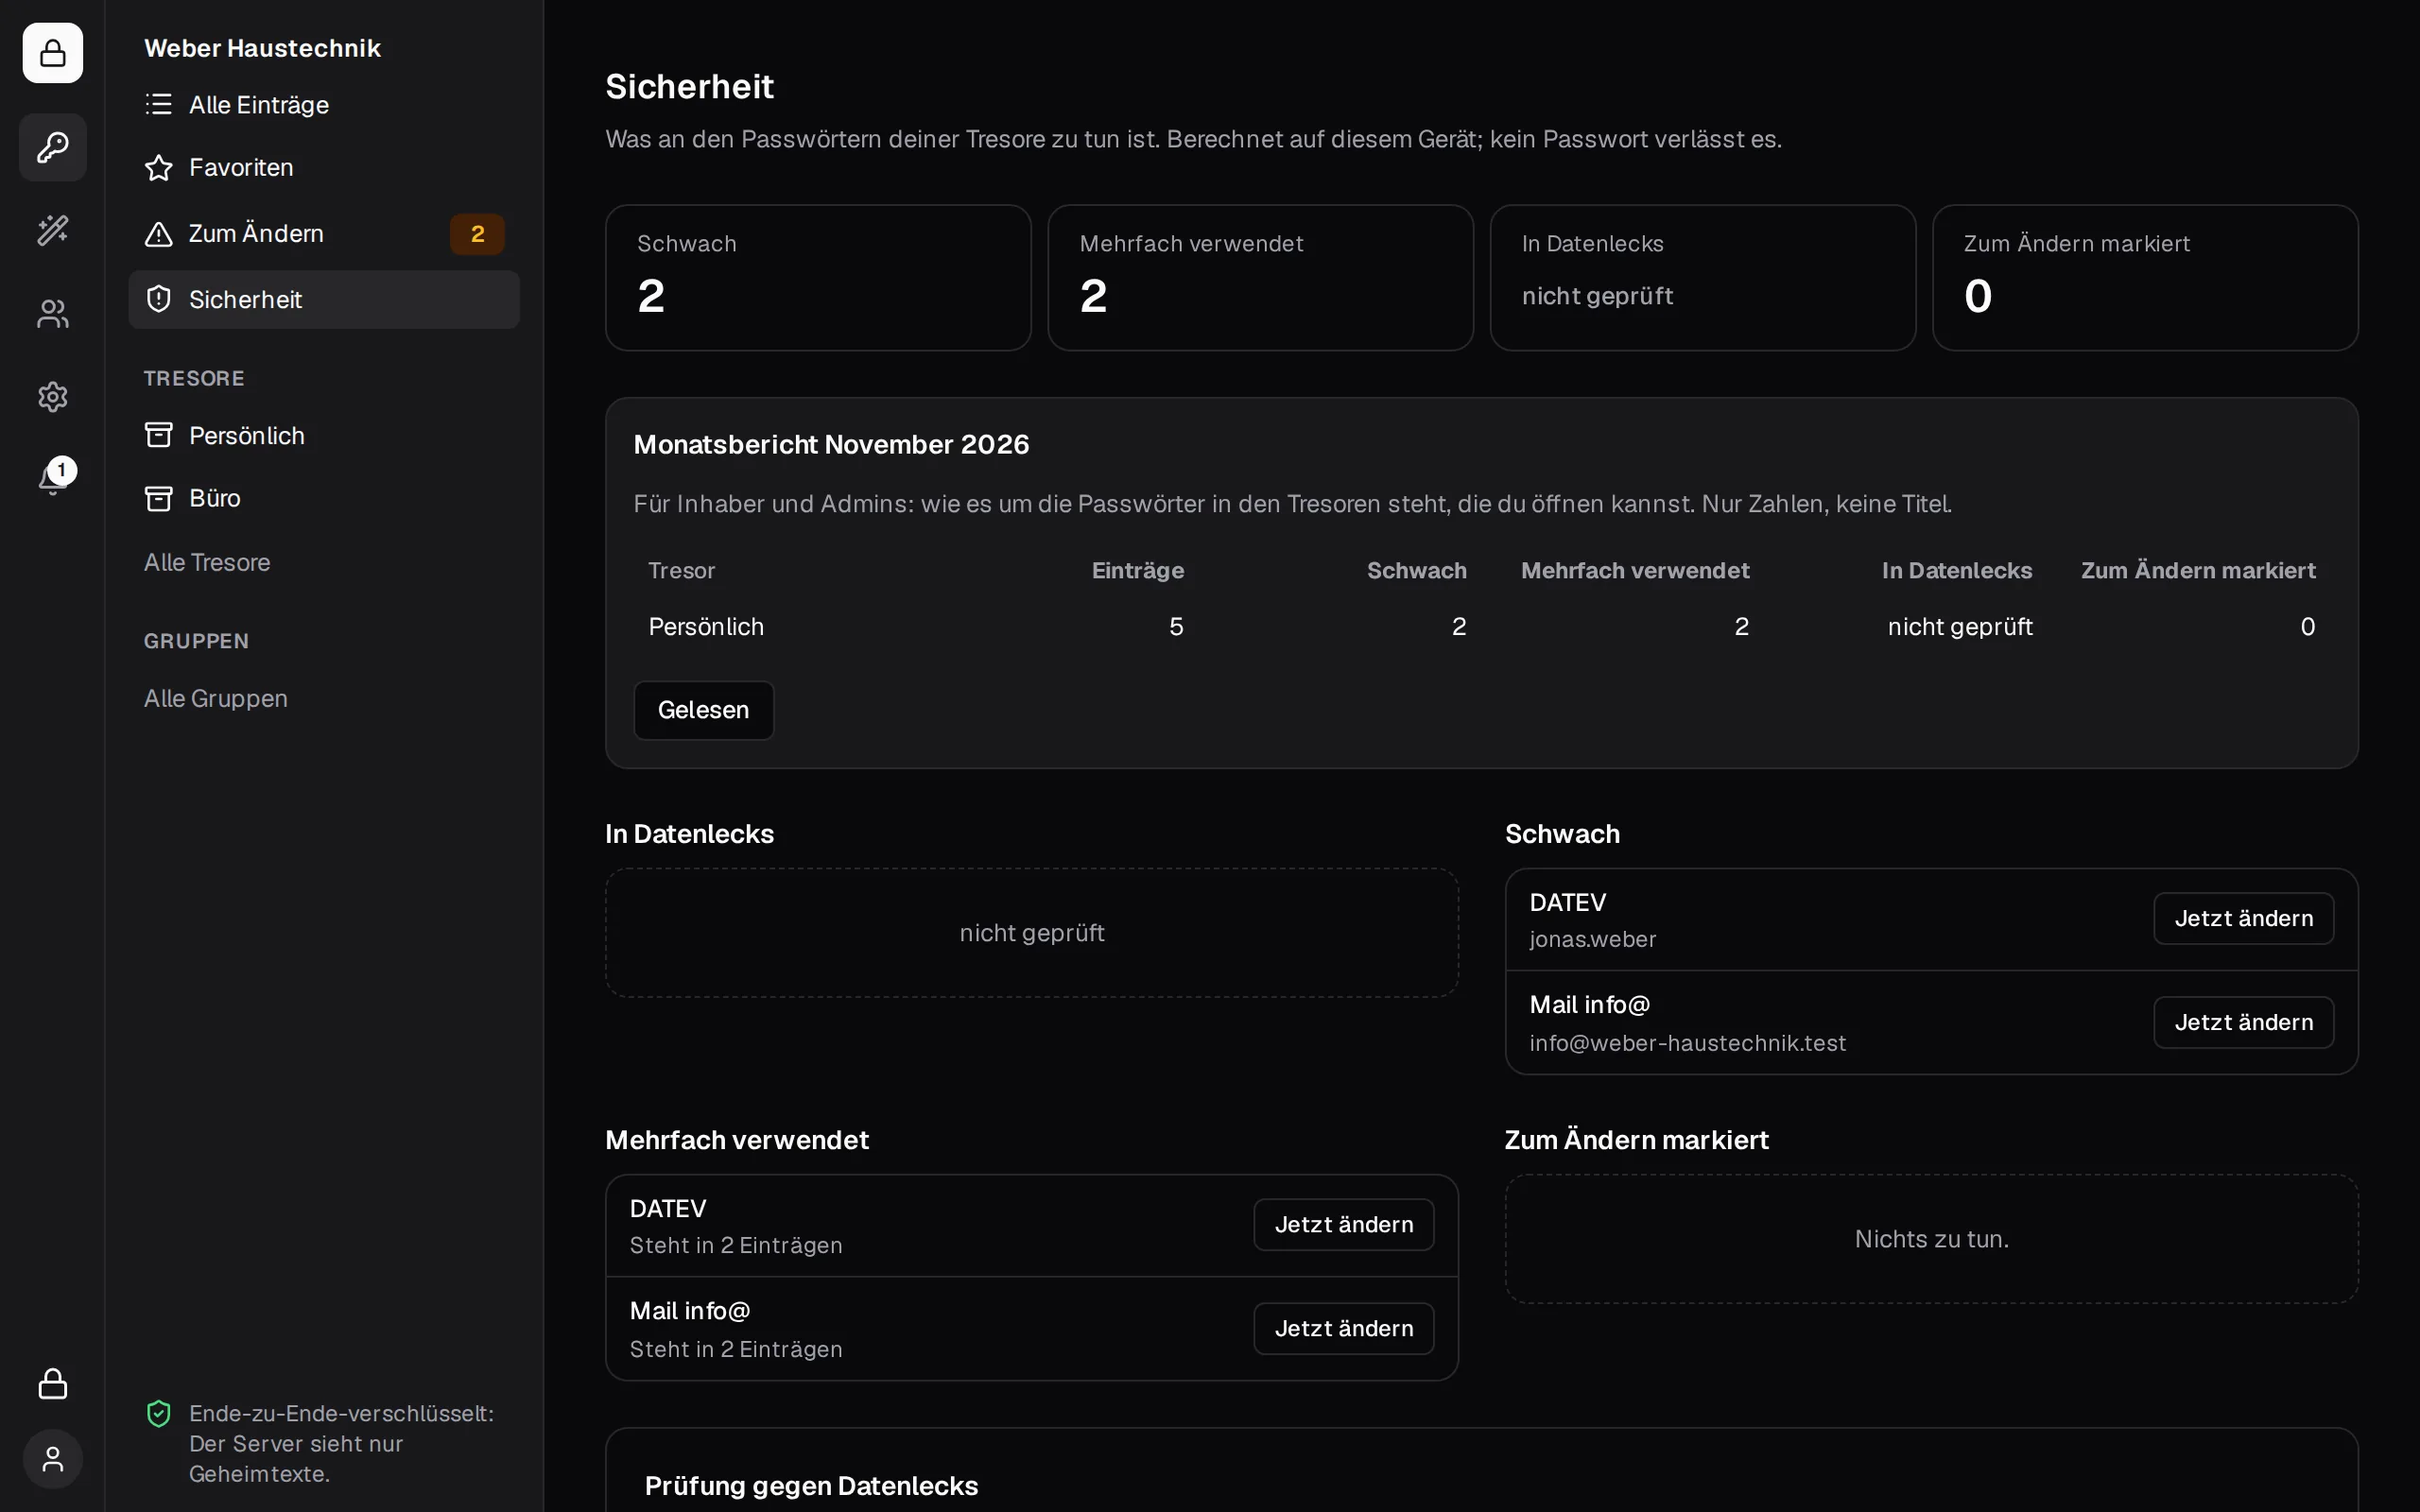 Weber Haustechnik
Alle Einträge
Favoriten
Zum Ändern 2
Sicherheit
TRESORE
Persönlich
Büro
Alle Tresore
GRUPPEN
Alle Gruppen
1
Ende-zu-Ende-verschlüsselt:
Der Server sieht nur
Geheimtexte.
Sicherheit
Was an den Passwörtern deiner Tresore zu tun ist. Berechnet auf diesem Gerät; kein Passwort verlässt es.
Schwach
2
Mehrfach verwendet
2
In Datenlecks
nicht geprüft
Zum Ändern markiert
0
Monatsbericht November 2026
Für Inhaber und Admins: wie es um die Passwörter in den Tresoren steht, die du öffnen kannst. Nur Zahlen, keine Titel.
Tresor Einträge Schwach Mehrfach verwendet In Datenlecks Zum Ändern markiert
Persönlich 5 2 2 nicht geprüft 0
Gelesen
In Datenlecks
nicht geprüft
Schwach
DATEV
jonas.weber
Jetzt ändern
Mail info@
info@weber-haustechnik.test
Jetzt ändern
Mehrfach verwendet
DATEV
Steht in 2 Einträgen
Jetzt ändern
Mail info@
Steht in 2 Einträgen
Jetzt ändern
Zum Ändern markiert
Nichts zu tun.
Prüfung gegen Datenlecks